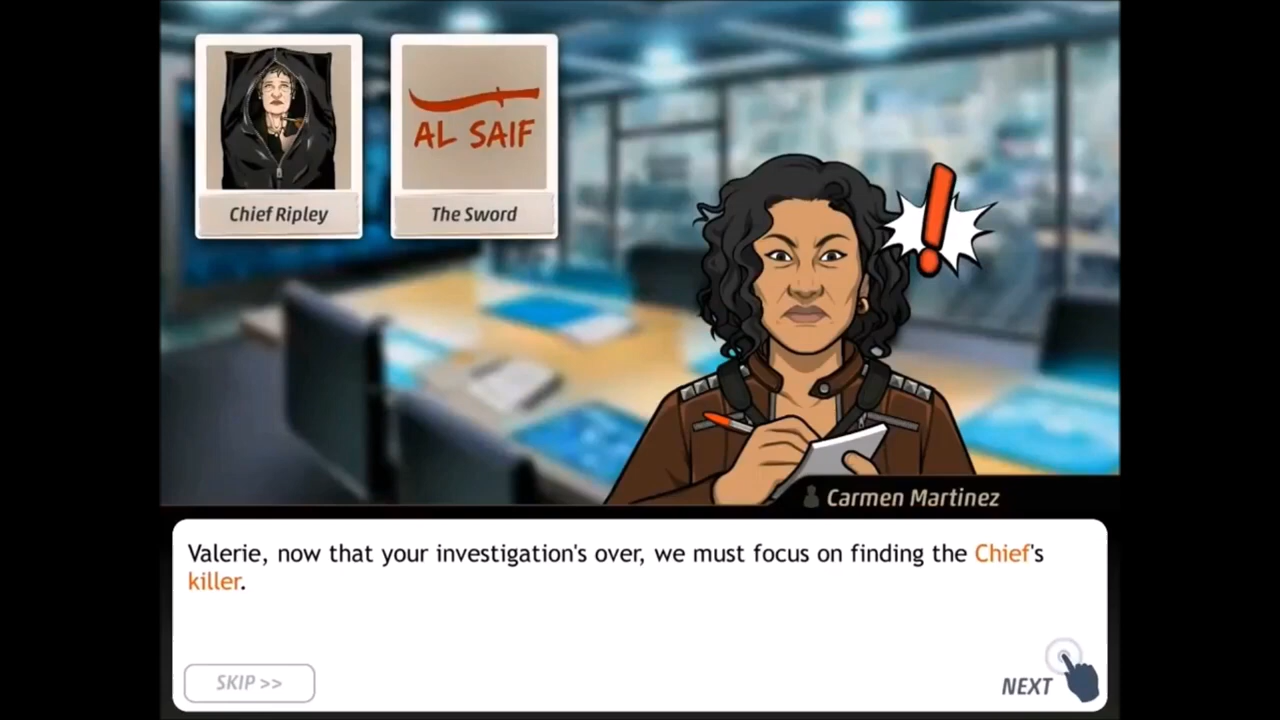 AL SAIF
Chief Ripley
The Sword
Carmen Martinez
Valerie, now that your investigation's over, we must focus on finding the Chief's
killer.
SKIP >>
NEXT